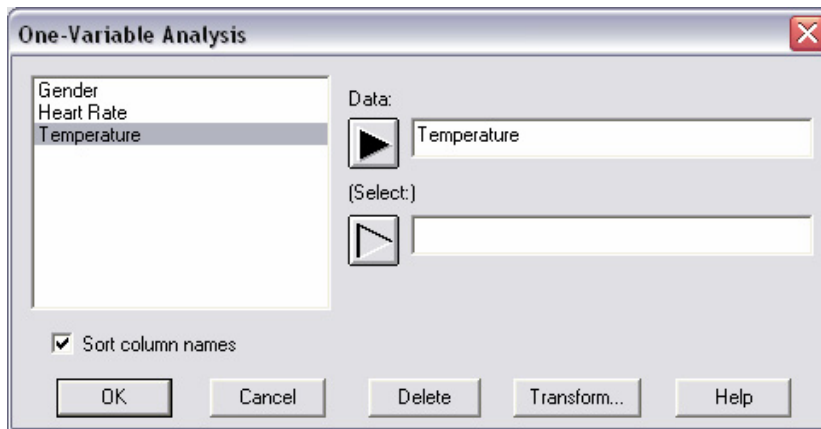 One-Variable Analysis
Gender
Heart Rate
Temperature
Data:
Temperature
(Select:)
Sort column names
OK
Cancel
Delete
Transform...
Help